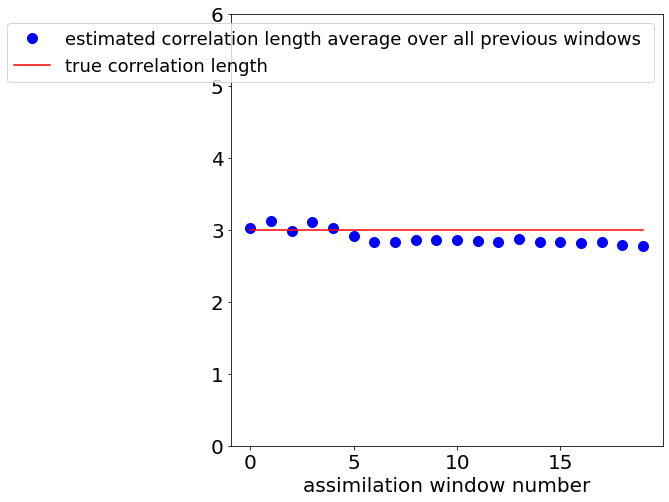 6
estimated correlation length average over all previous windows
true correlation length
5
4
3
2
1
0
0 5 10 15
assimilation window number